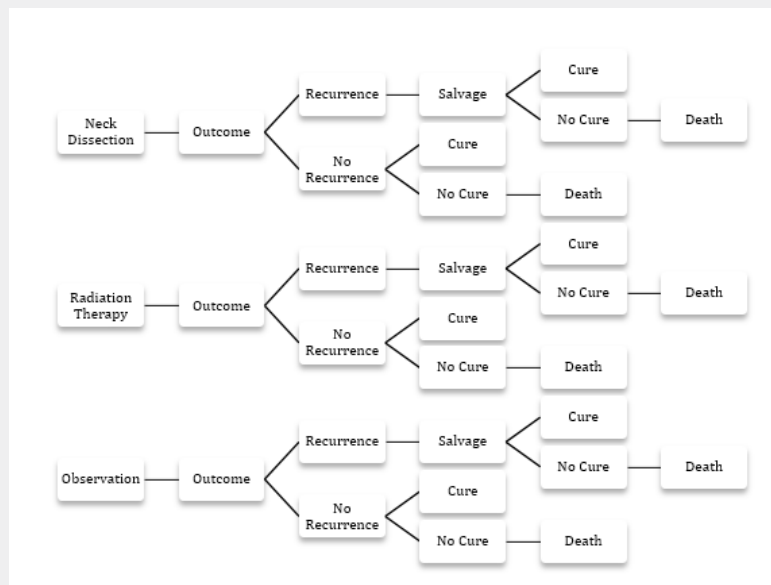 Cure
Recurrence
Salvage
Neck
Dissection
Outcome
No Cure
Death
No
Recurrence
Cure
No Cure
Death
Cure
Recurrence
Salvage
Radiation
Therapy
Outcome
No Cure
Death
No
Recurrence
Cure
No Cure
Death
Cure
Recurrence
Salvage
Observation
Outcome
No Cure
Death
No
Recurrence
Cure
No Cure
Death